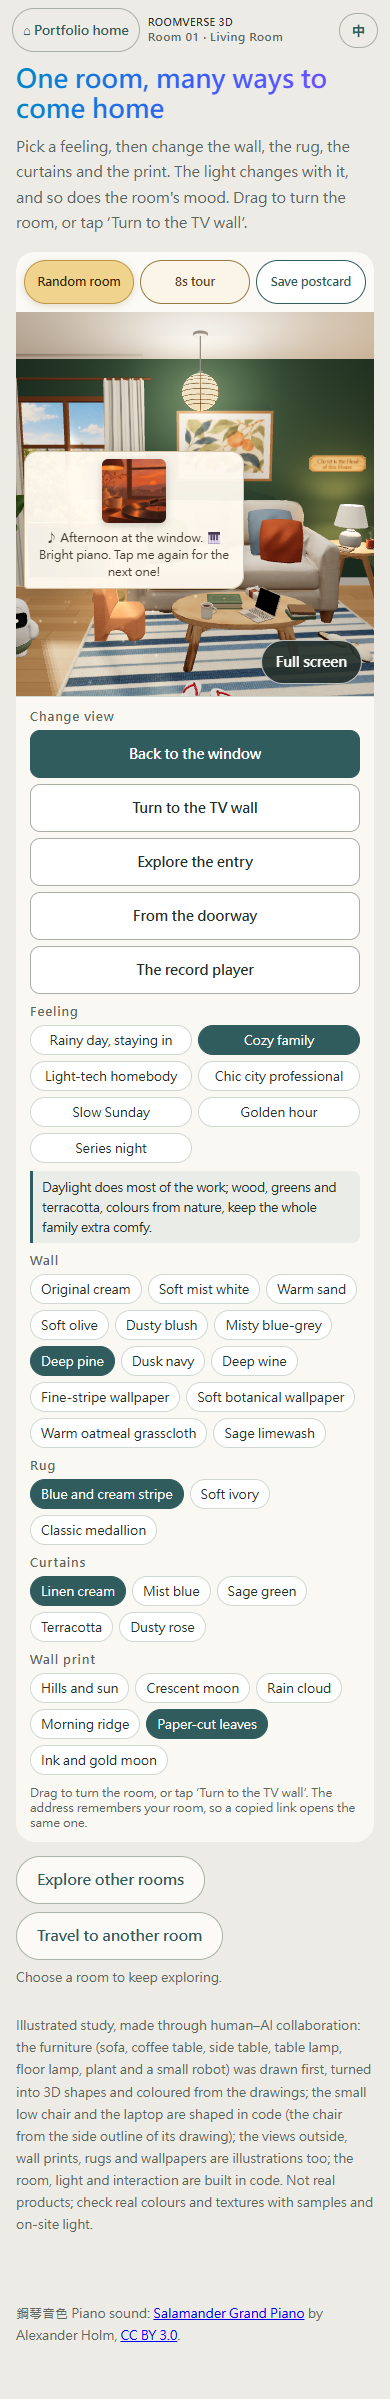 ⌂ Portfolio home
ROOMVERSE 3D
Room 01 · Living Room
中
One room, many ways to
come home
Pick a feeling, then change the wall, the rug, the
curtains and the print. The light changes with it,
and so does the room's mood. Drag to turn the
room, or tap ‘Turn to the TV wall’.
Random room
8s tour
Save postcard
Christ is the Head
of this House
♪ Afternoon at the window. 🎹
Bright piano. Tap me again for the
next one!
Full screen
Change view
Back to the window
Turn to the TV wall
Explore the entry
From the doorway
The record player
Feeling
Rainy day, staying in
Cozy family
Light-tech homebody
Chic city professional
Slow Sunday
Golden hour
Series night
Daylight does most of the work; wood, greens and
terracotta, colours from nature, keep the whole
family extra comfy.
Wall
Original cream
Soft mist white
Warm sand
Soft olive
Dusty blush
Misty blue-grey
Deep pine
Dusk navy
Deep wine
Fine-stripe wallpaper
Soft botanical wallpaper
Warm oatmeal grasscloth
Sage limewash
Rug
Blue and cream stripe
Soft ivory
Classic medallion
Curtains
Linen cream
Mist blue
Sage green
Terracotta
Dusty rose
Wall print
Hills and sun
Crescent moon
Rain cloud
Morning ridge
Paper-cut leaves
Ink and gold moon
Drag to turn the room, or tap ‘Turn to the TV wall’. The
address remembers your room, so a copied link opens the
same one.
Explore other rooms
Travel to another room
Choose a room to keep exploring.
Illustrated study, made through human–AI collaboration:
the furniture (sofa, coffee table, side table, table lamp,
floor lamp, plant and a small robot) was drawn first, turned
into 3D shapes and coloured from the drawings; the small
low chair and the laptop are shaped in code (the chair
from the side outline of its drawing); the views outside,
wall prints, rugs and wallpapers are illustrations too; the
room, light and interaction are built in code. Not real
products; check real colours and textures with samples and
on-site light.
鋼琴音色 Piano sound: Salamander Grand Piano by
Alexander Holm, CC BY 3.0.